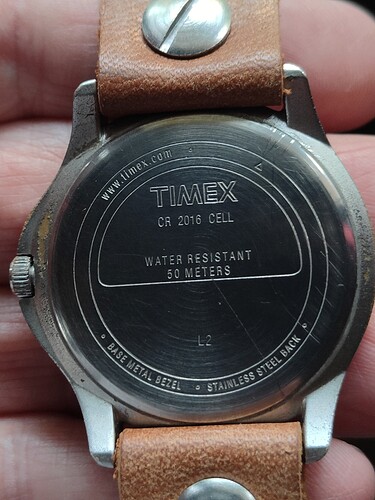 www.timex.com
TIMEX
CR 2016 CELL
WATER RESISTANT
50 METERS
L2
BASE METAL BEZEL
STAINLESS STEEL BACK